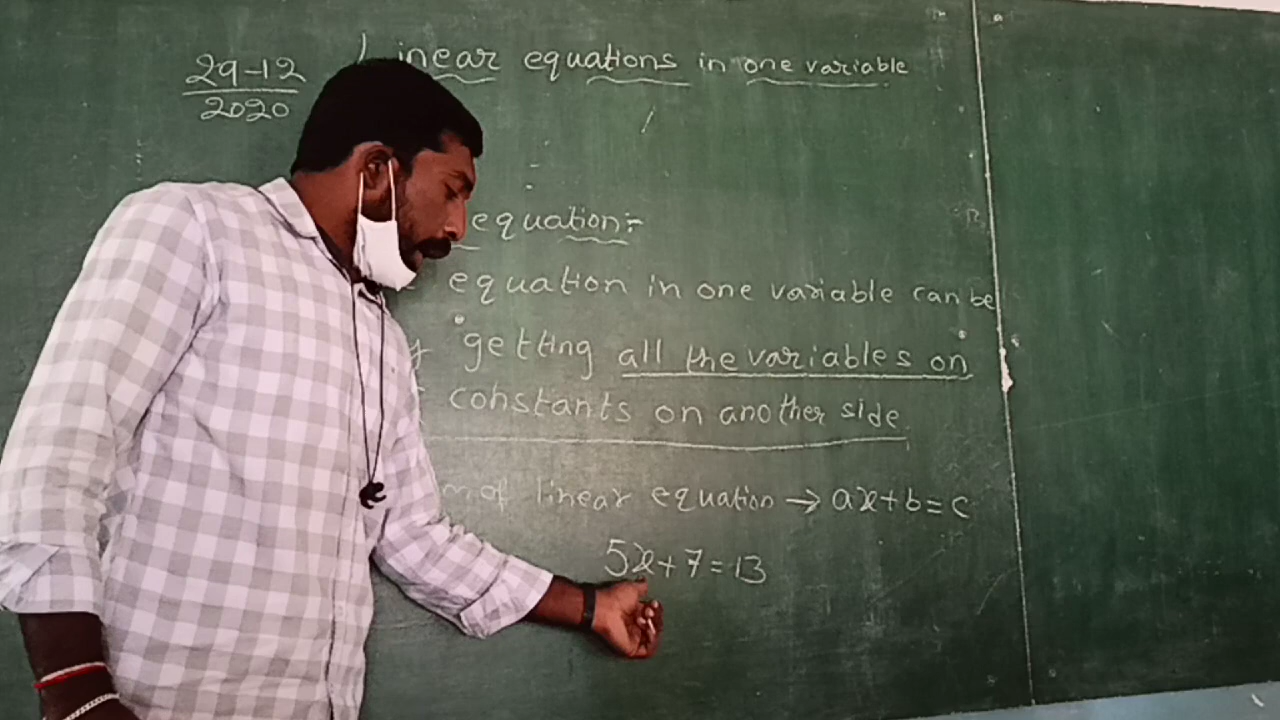 29-12
2020
Linear equations in one variable
equation:-
equation in one variable can be
getting all the variables on
constants on another side
of linear equation → ax+b=c
5x+7=13